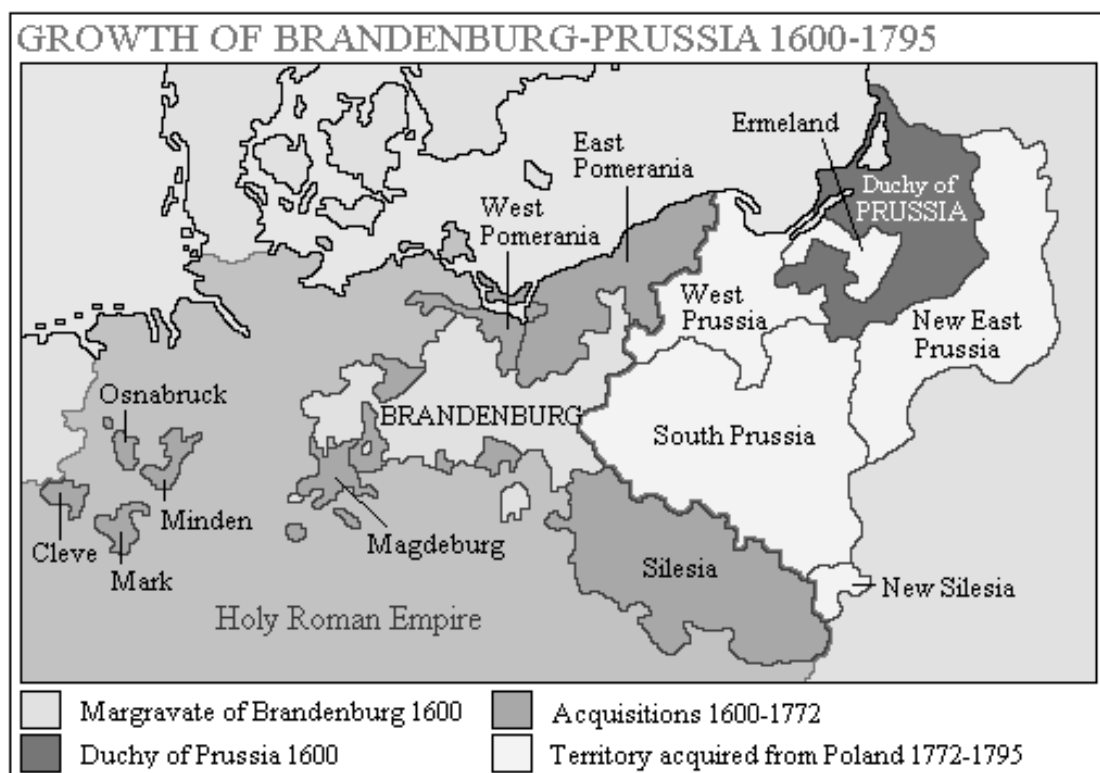 GROWTH OF BRANDENBURG-PRUSSIA 1600-1795
Ermeland
East
Pomerania
Duchy of
PRUSSIA
West
Pomerania
West
Prussia
New East
Prussia
Osnabruck
BRANDENBURG
South Prussia
Minden
Cleve
Magdeburg
Mark
Silesia
New Silesia
Holy Roman Empire
Margravate of Brandenburg 1600
Acquisitions 1600-1772
Duchy of Prussia 1600
Territory acquired from Poland 1772-1795